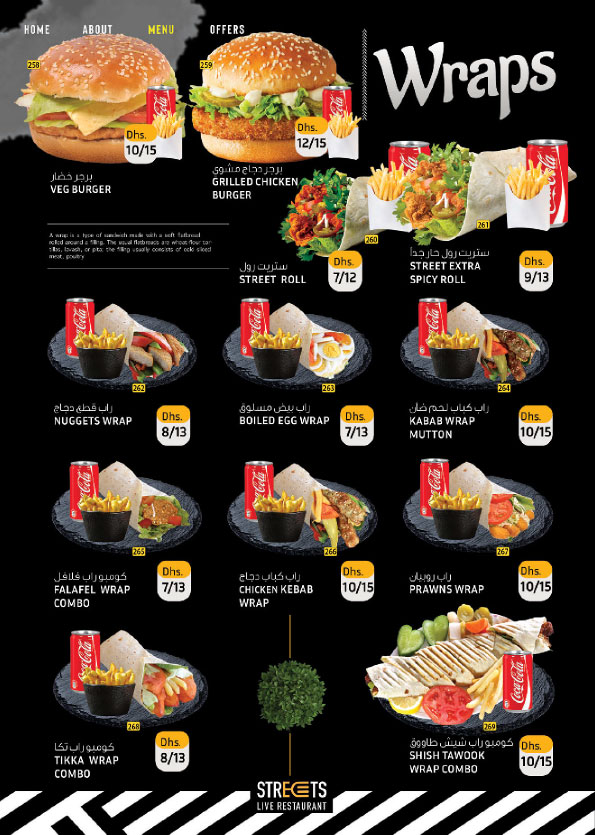 HOME ABOUT MENU OFFERS
Wraps
258
Dhs.
10/15
برجر خضار
VEG BURGER
259
Dhs.
12/15
برجر دجاج مشوي
GRILLED CHICKEN
BURGER
A wrap is a type of sandwich made with a soft flatbread
rolled around a filling. The usual flatbreads are wheat flour tor-
tillas, lavash, or pita; the filling usually consists of cold sliced
meat, poultry
260
ستريت رول
STREET ROLL
Dhs.
7/12
261
ستريت رول حار جداً
STREET EXTRA
SPICY ROLL
Dhs.
9/13
262
راب قطع دجاج
NUGGETS WRAP
Dhs.
8/13
263
راب بيض مسلوق
BOILED EGG WRAP
Dhs.
7/13
264
راب كباب لحم ضأن
KABAB WRAP
MUTTON
Dhs.
10/15
265
كومبو راب فلافل
FALAFEL WRAP
COMBO
Dhs.
7/13
266
راب كباب دجاج
CHICKEN KEBAB
WRAP
Dhs.
10/15
267
راب روبيان
PRAWNS WRAP
Dhs.
10/15
268
كومبو راب تكا
TIKKA WRAP
COMBO
Dhs.
8/13
269
كومبو راب شيش طاووق
SHISH TAWOOK
WRAP COMBO
Dhs.
10/15
Coca-Cola
STREETS
LIVE RESTAURANT